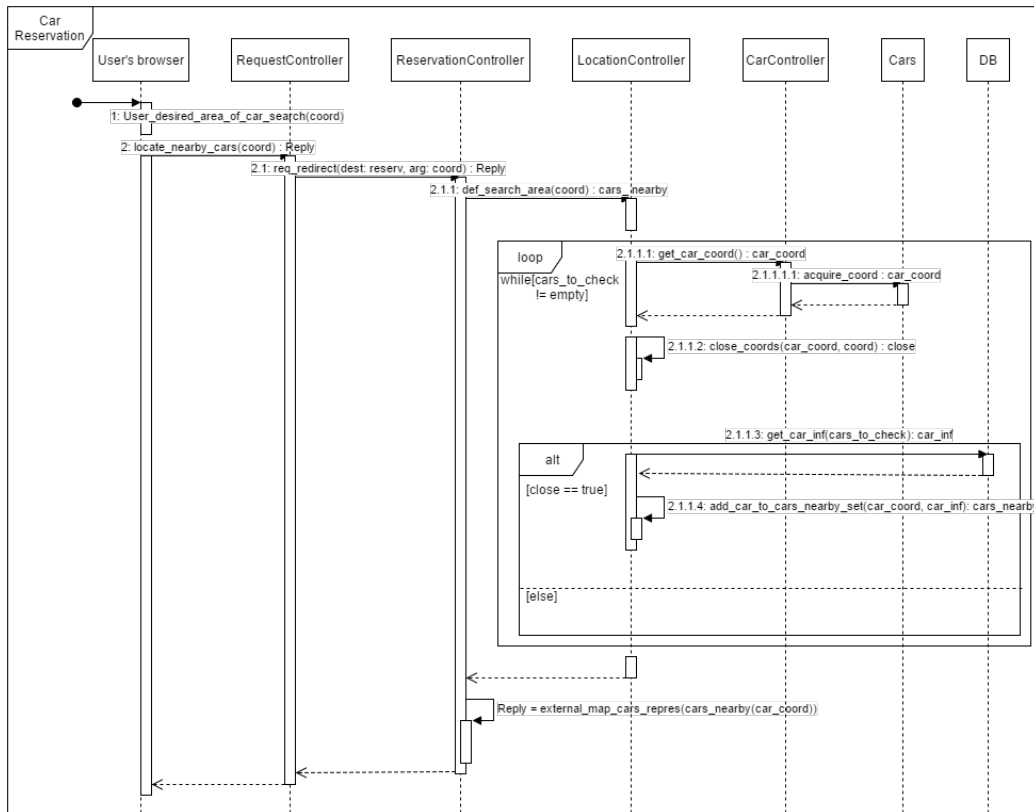 Car
Reservation
User's browser
RequestController
ReservationController
LocationController
CarController
Cars
DB
1: User_desired_area_of_car_search(coord)
2: locate_nearby_cars(coord) : Reply
2.1: req_redirect(dest: reserv, arg: coord) : Reply
2.1.1: def_search_area(coord) : cars_nearby
loop
while[cars_to_check
!= empty]
2.1.1.1: get_car_coord() : car_coord
2.1.1.1.1: acquire_coord : car_coord
2.1.1.2: close_coords(car_coord, coord) : close
2.1.1.3: get_car_inf(cars_to_check): car_inf
alt
[close == true]
2.1.1.4: add_car_to_cars_nearby_set(car_coord, car_inf): cars_nearby
[else]
Reply = external_map_cars_repres(cars_nearby(car_coord))